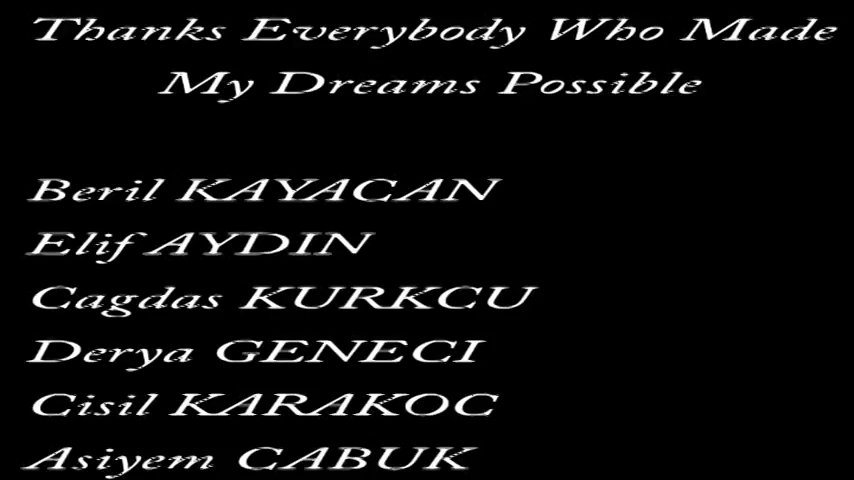 Thanks Everybody Who Made
My Dreams Possible
Beril KAYACAN
Elif AYDIN
Cagdas KURKCU
Derya GENECI
Cisil KARAKOC
Asiyem CABUK